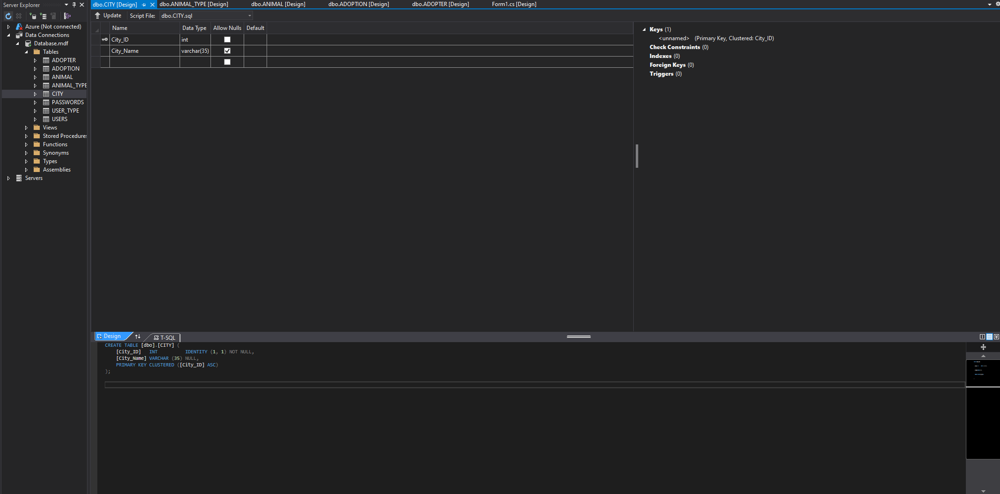 Server Explorer
Azure (Not connected)
Data Connections
Database.mdf
Tables
ADOPTER
ADOPTION
ANIMAL
ANIMAL_TYPE
CITY
PASSWORDS
USER_TYPE
USERS
Views
Stored Procedures
Functions
Synonyms
Types
Assemblies
Servers
dbo.CITY [Design] dbo.ANIMAL_TYPE [Design] dbo.ANIMAL [Design] dbo.ADOPTION [Design] dbo.ADOPTER [Design] Form1.cs [Design]
Update Script File: dbo.CITY.sql
Name Data Type Allow Nulls Default
City_ID int
City_Name varchar(35)
Keys (1)
<unnamed> (Primary Key, Clustered: City_ID)
Check Constraints (0)
Indexes (0)
Foreign Keys (0)
Triggers (0)
Design T-SQL
CREATE TABLE [dbo].[CITY] (
[City_ID] INT IDENTITY (1, 1) NOT NULL,
[City_Name] VARCHAR (35) NULL,
PRIMARY KEY CLUSTERED ([City_ID] ASC)
);